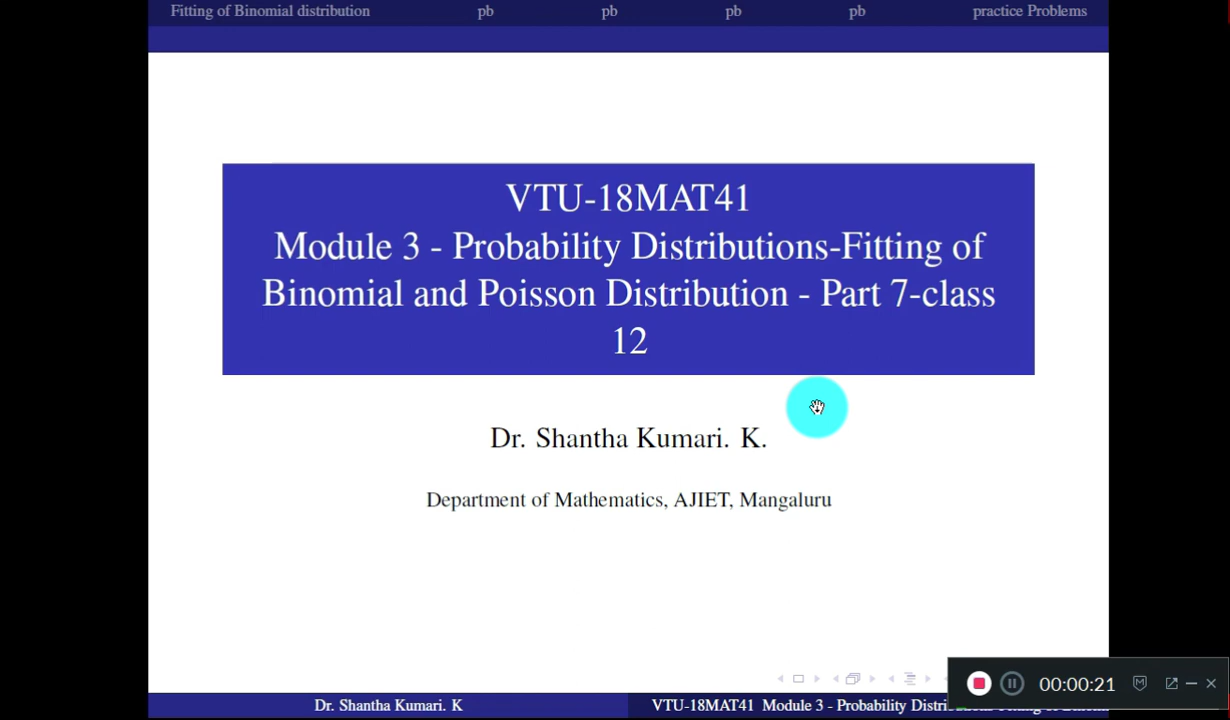 Fitting of Binomial distribution pb pb pb pb practice Problems
VTU-18MAT41
Module 3 - Probability Distributions-Fitting of
Binomial and Poisson Distribution - Part 7-class
12
Dr. Shantha Kumari. K.
Department of Mathematics, AJIET, Mangaluru
00:00:21
Dr. Shantha Kumari. K VTU-18MAT41 Module 3 - Probability